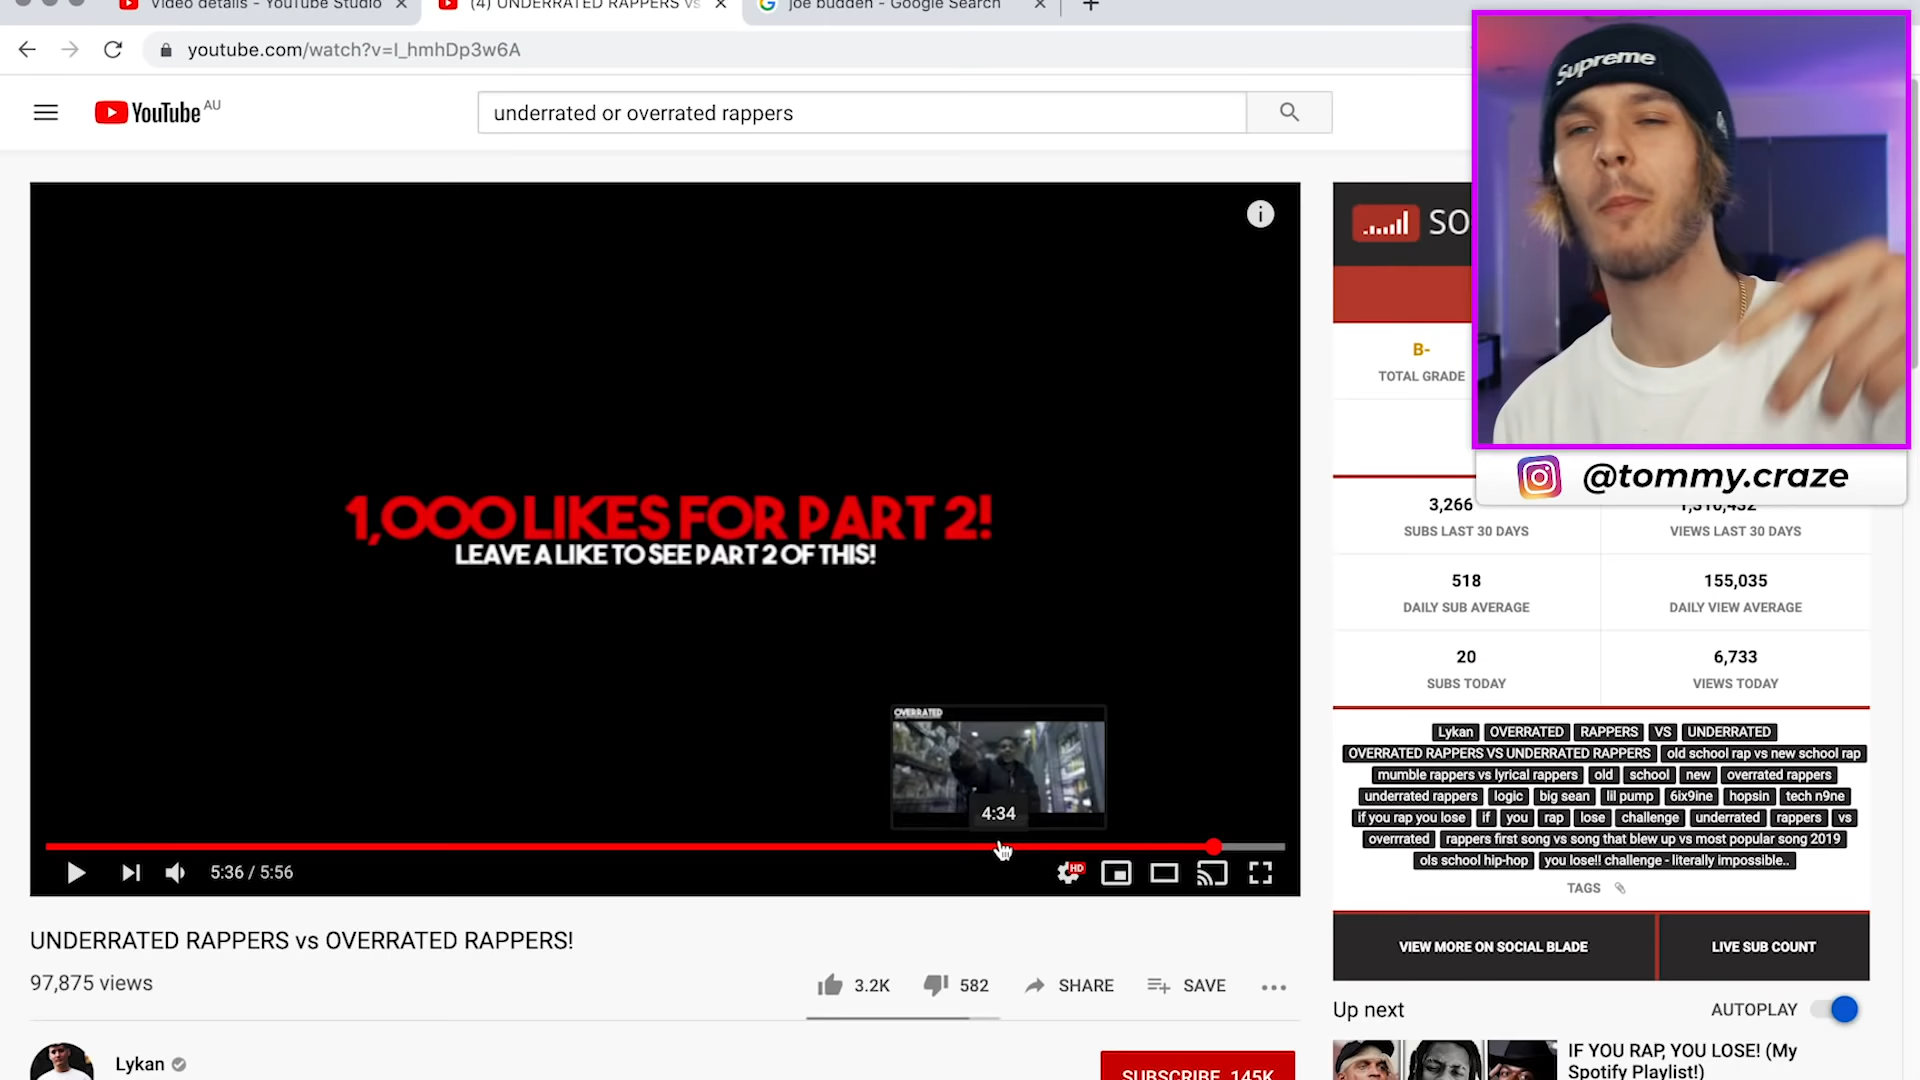 Video details - YouTube Studio
(4) UNDERRATED RAPPERS vs
joe budden - Google Search
youtube.com/watch?v=I_hmhDp3w6A
YouTube AU
underrated or overrated rappers
Supreme
SO
B-
TOTAL GRADE
@tommy.craze
3,266
SUBS LAST 30 DAYS
1,310,432
VIEWS LAST 30 DAYS
518
DAILY SUB AVERAGE
155,035
DAILY VIEW AVERAGE
20
SUBS TODAY
6,733
VIEWS TODAY
1,000 LIKES FOR PART 2!
LEAVE A LIKE TO SEE PART 2 OF THIS!
OVERRATED
4:34
5:36 / 5:56
HD
Lykan OVERRATED RAPPERS VS UNDERRATED
OVERRATED RAPPERS VS UNDERRATED RAPPERS old school rap vs new school rap
mumble rappers vs lyrical rappers old school new overrated rappers
underrated rappers logic big sean lil pump 6ix9ine hopsin tech n9ne
if you rap you lose if you rap lose challenge underrated rappers vs
overrrated rappers first song vs song that blew up vs most popular song 2019
ols school hip-hop you lose!! challenge - literally impossible..
TAGS
VIEW MORE ON SOCIAL BLADE
LIVE SUB COUNT
UNDERRATED RAPPERS vs OVERRATED RAPPERS!
97,875 views
3.2K
582
SHARE
SAVE
Up next
AUTOPLAY
Lykan
SUBSCRIBE 145K
IF YOU RAP, YOU LOSE! (My
Spotify Playlist!)